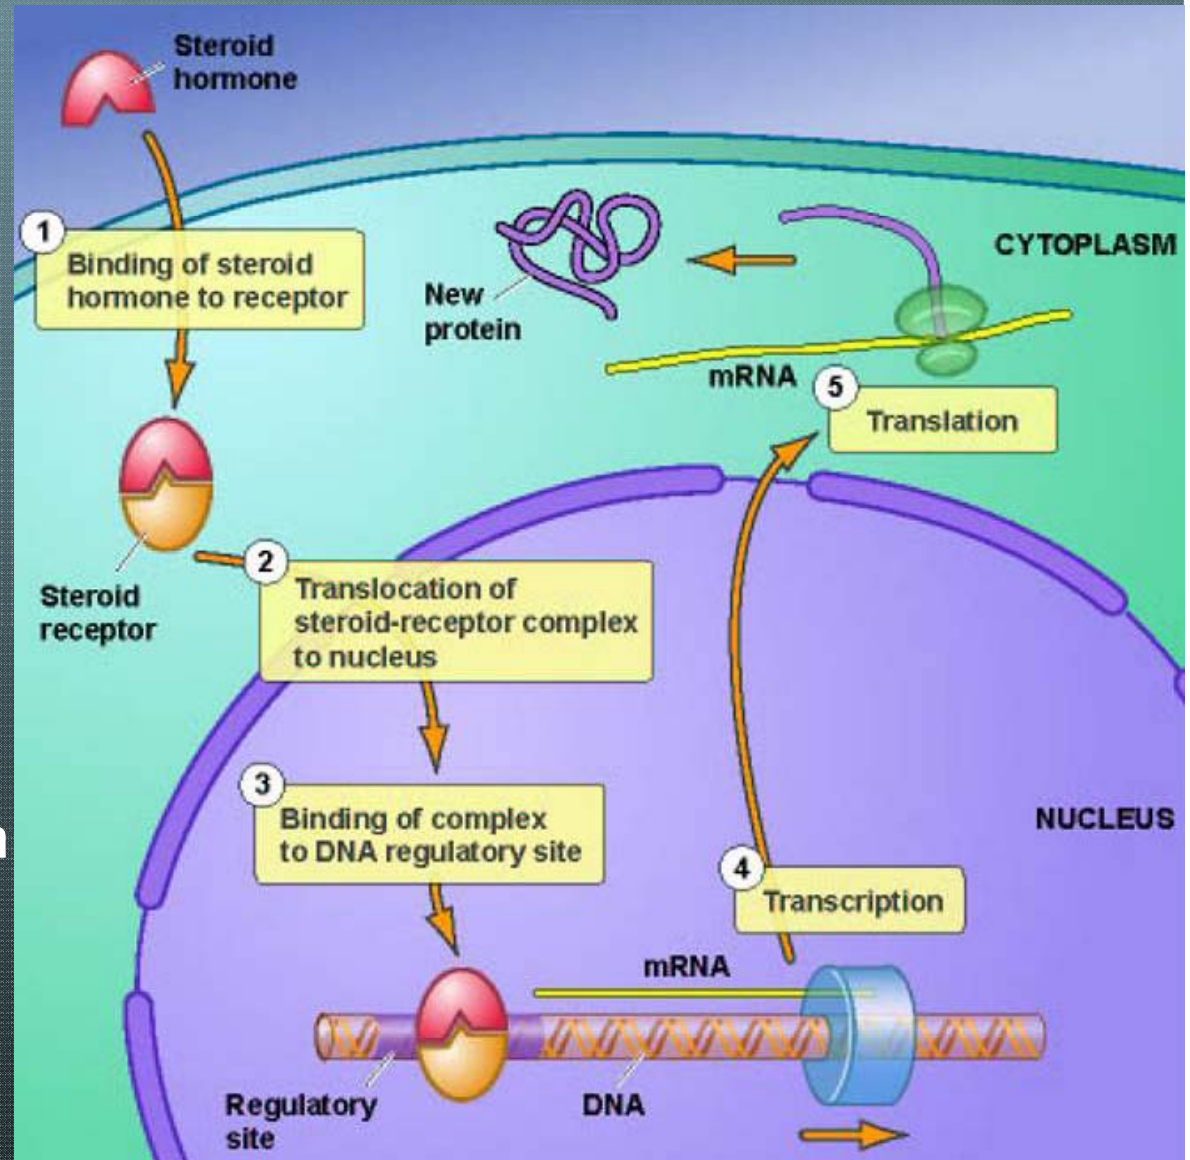 Steroid
hormone
1
Binding of steroid
hormone to receptor
New
protein
CYTOPLASM
mRNA
5
Translation
Steroid
receptor
2
Translocation of
steroid-receptor complex
to nucleus
3
Binding of complex
to DNA regulatory site
NUCLEUS
4
Transcription
mRNA
Regulatory
site
DNA